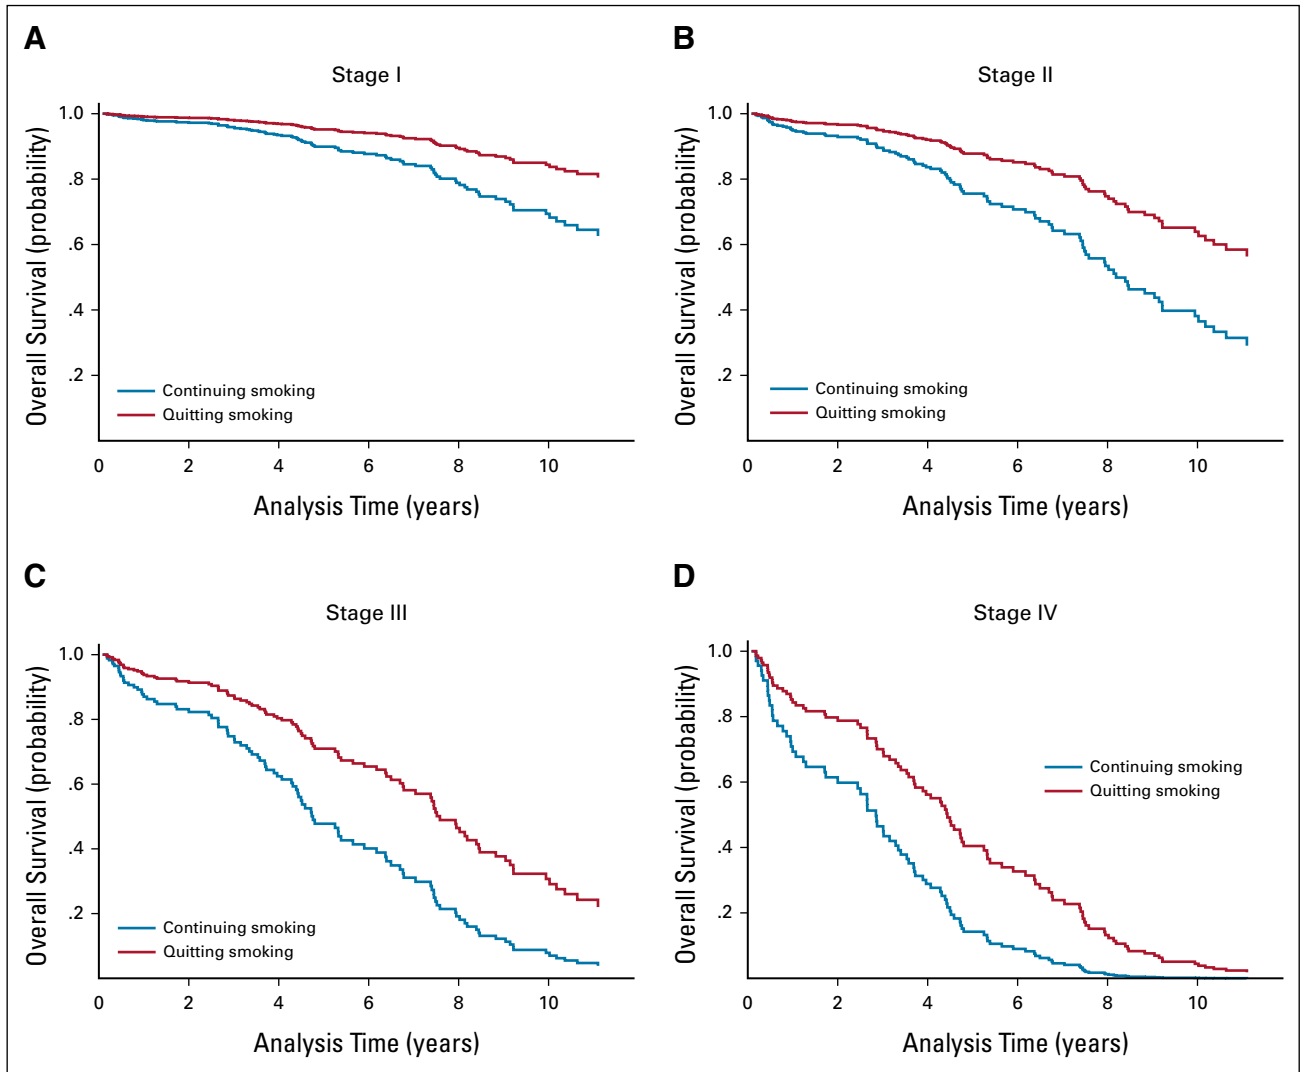 A
Stage I
Overall Survival (probability)
1.0
.8
.6
.4
.2
Continuing smoking
Quitting smoking
0 2 4 6 8 10
Analysis Time (years)
B
Stage II
Overall Survival (probability)
1.0
.8
.6
.4
.2
Continuing smoking
Quitting smoking
0 2 4 6 8 10
Analysis Time (years)
C
Stage III
Overall Survival (probability)
1.0
.8
.6
.4
.2
Continuing smoking
Quitting smoking
0 2 4 6 8 10
Analysis Time (years)
D
Stage IV
Overall Survival (probability)
1.0
.8
.6
.4
.2
Continuing smoking
Quitting smoking
0 2 4 6 8 10
Analysis Time (years)